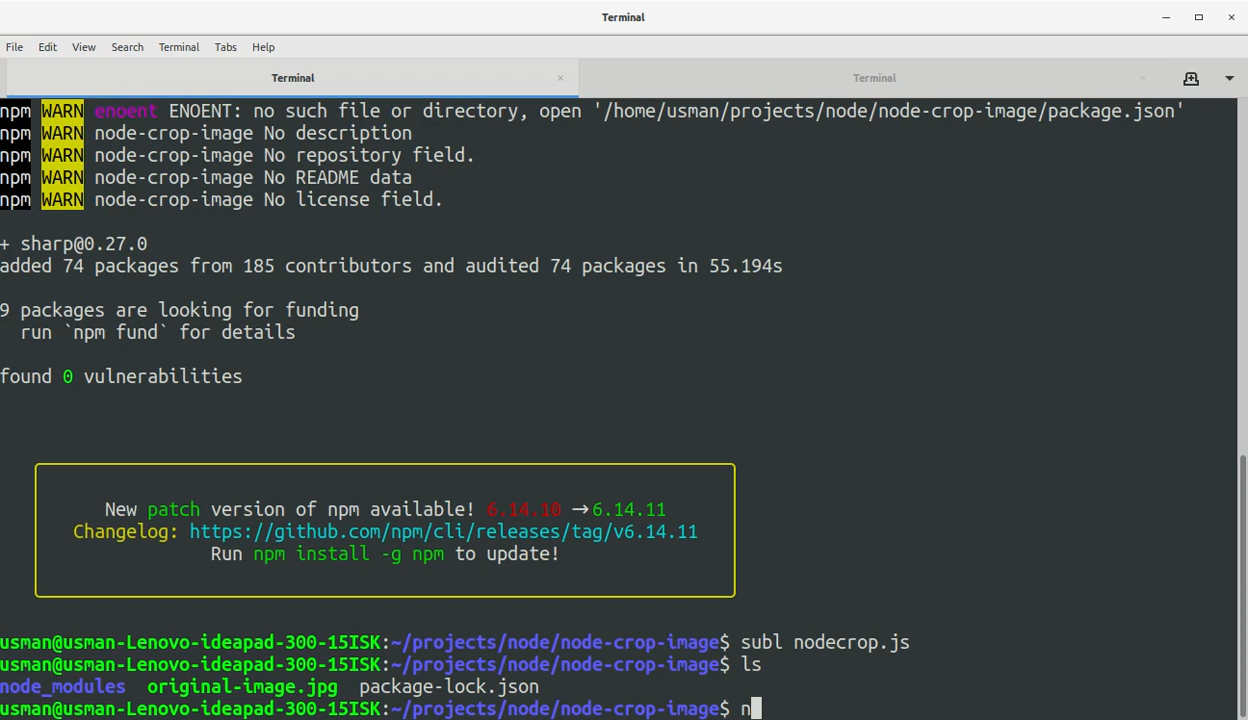 Terminal
File Edit View Search Terminal Tabs Help
Terminal × Terminal ×
npm WARN enoent ENOENT: no such file or directory, open '/home/usman/projects/node/node-crop-image/package.json'
npm WARN node-crop-image No description
npm WARN node-crop-image No repository field.
npm WARN node-crop-image No README data
npm WARN node-crop-image No license field.
+ sharp@0.27.0
added 74 packages from 185 contributors and audited 74 packages in 55.194s
9 packages are looking for funding
run `npm fund` for details
found 0 vulnerabilities
New patch version of npm available! 6.14.10 → 6.14.11
Changelog: https://github.com/npm/cli/releases/tag/v6.14.11
Run npm install -g npm to update!
usman@usman-Lenovo-ideapad-300-15ISK:~/projects/node/node-crop-image$ subl nodecrop.js
usman@usman-Lenovo-ideapad-300-15ISK:~/projects/node/node-crop-image$ ls
node_modules original-image.jpg package-lock.json
usman@usman-Lenovo-ideapad-300-15ISK:~/projects/node/node-crop-image$ n